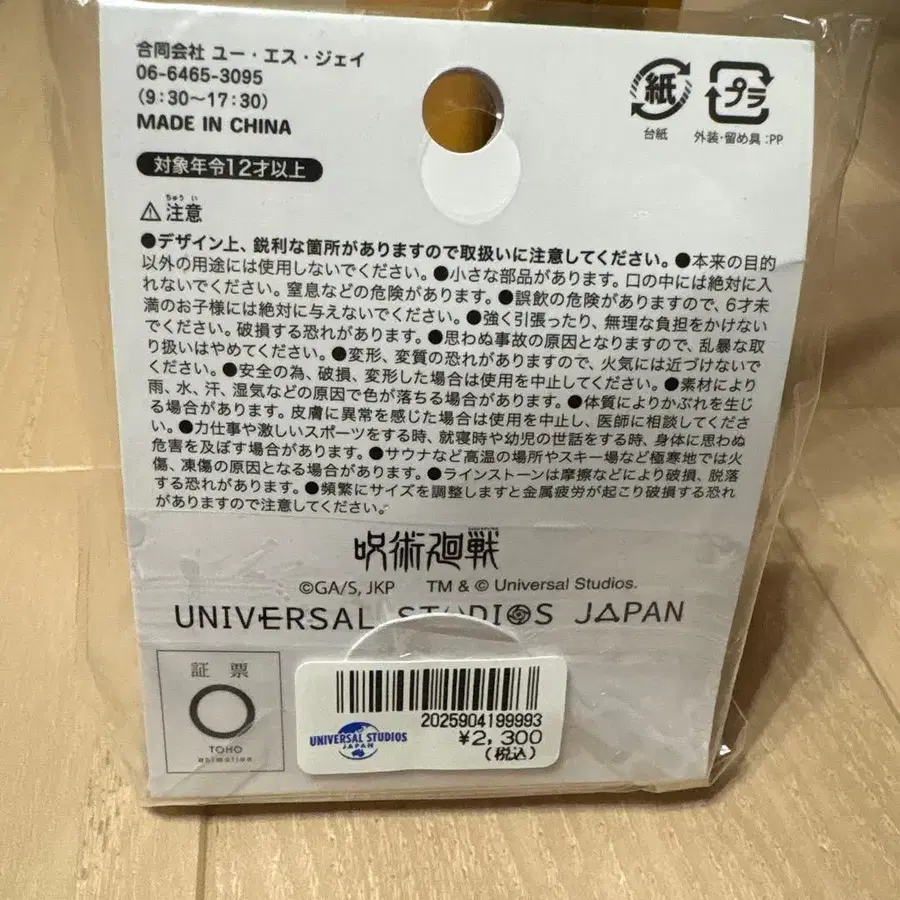 合同会社 ユー・エス・ジェイ
06-6465-3095
(9:30～17:30)
MADE IN CHINA
紙
台紙
プラ
外装・留め具:PP
対象年令12才以上
ちゅうい
⚠注意
●デザイン上、鋭利な箇所がありますので取扱いに注意してください。●本来の目的
以外の用途には使用しないでください。●小さな部品があります。口の中には絶対に入
れないでください。窒息などの危険があります。●誤飲の危険がありますので、6才未
満のお子様には絶対に与えないでください。●強く引張ったり、無理な負担をかけない
でください。破損する恐れがあります。●思わぬ事故の原因となりますので、乱暴な取
り扱いはやめてください。●変形、変質の恐れがありますので、火気には近づけないで
ください。●安全の為、破損、変形した場合は使用を中止してください。●素材により
雨、水、汗、湿気などの原因で色が落ちる場合があります。●体質によりかぶれを生じ
る場合があります。皮膚に異常を感じた場合は使用を中止し、医師に相談してくださ
い。●力仕事や激しいスポーツをする時、就寝時や幼児の世話をする時、身体に思わぬ
危害を及ぼす場合があります。●サウナなど高温の場所やスキー場など極寒地では火
傷、凍傷の原因となる場合があります。●ラインストーンは摩擦などにより破損、脱落
する恐れがあります。●頻繁にサイズを調整しますと金属疲労が起こり破損する恐れ
がありますので注意してください。
呪術廻戦
©GA/S, JKP TM & © Universal Studios.
UNIVERSAL STUDIOS JAPAN
証 票
TOHO
animation
UNIVERSAL STUDIOS
JAPAN
2025904199993
¥2,300
(税込)